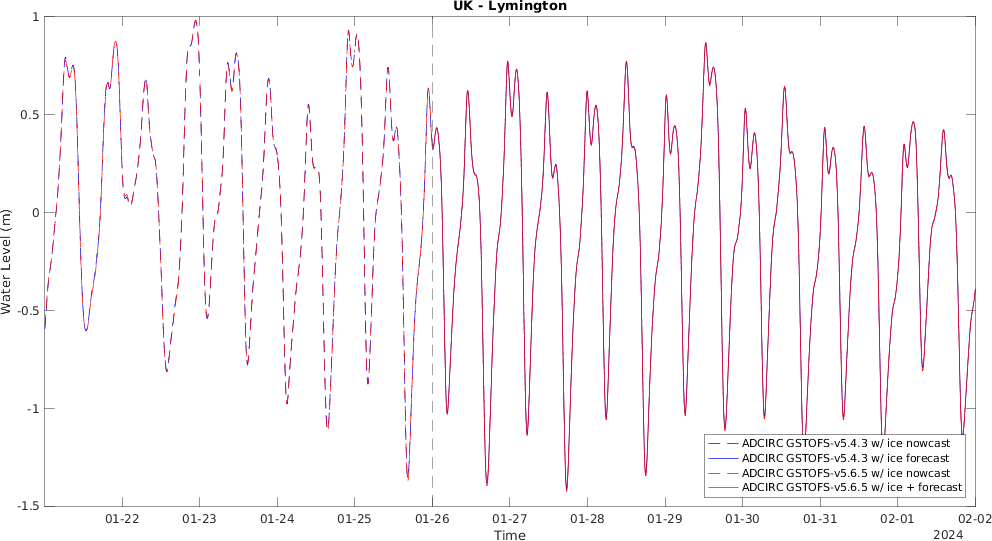 UK - Lymington
1
0.5
0
-0.5
-1
-1.5
Water Level (m)
01-22 01-23 01-24 01-25 01-26 01-27 01-28 01-29 01-30 01-31 02-01 02-02
Time
2024
ADCIRC GSTOFS-v5.4.3 w/ ice nowcast
ADCIRC GSTOFS-v5.4.3 w/ ice forecast
ADCIRC GSTOFS-v5.6.5 w/ ice nowcast
ADCIRC GSTOFS-v5.6.5 w/ ice + forecast